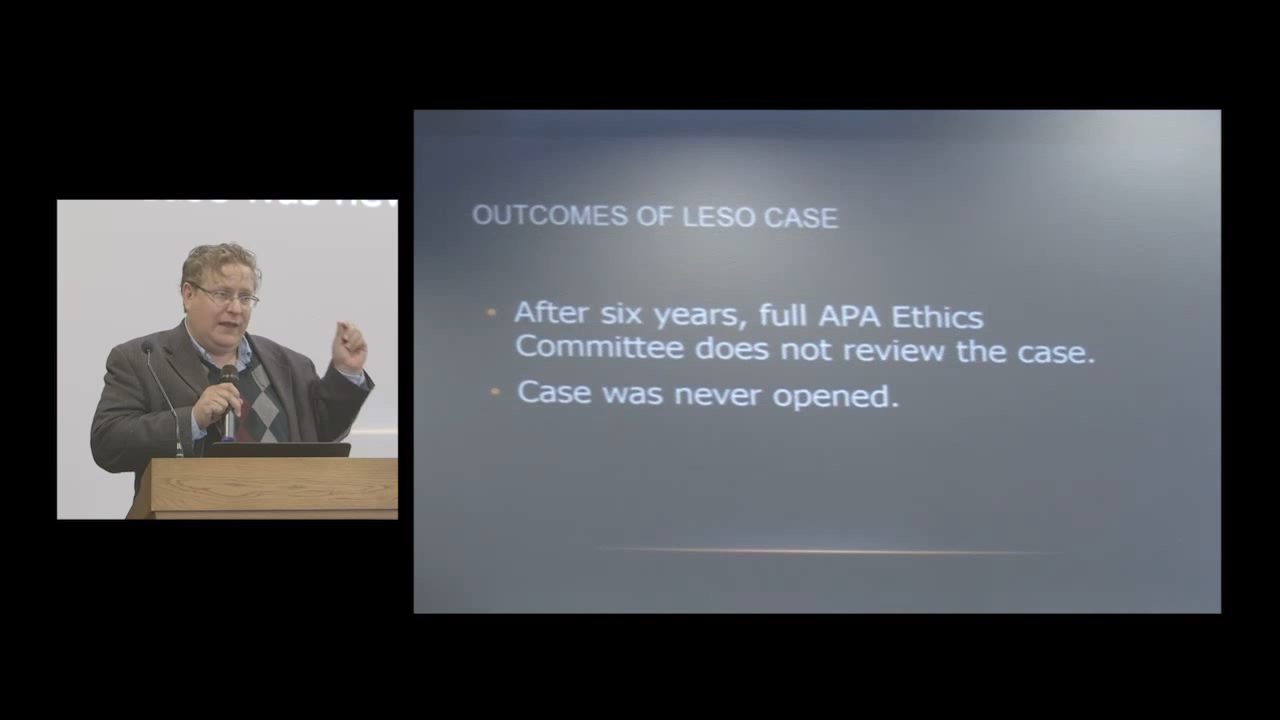 OUTCOMES OF LESO CASE
• After six years, full APA Ethics
Committee does not review the case.
• Case was never opened.